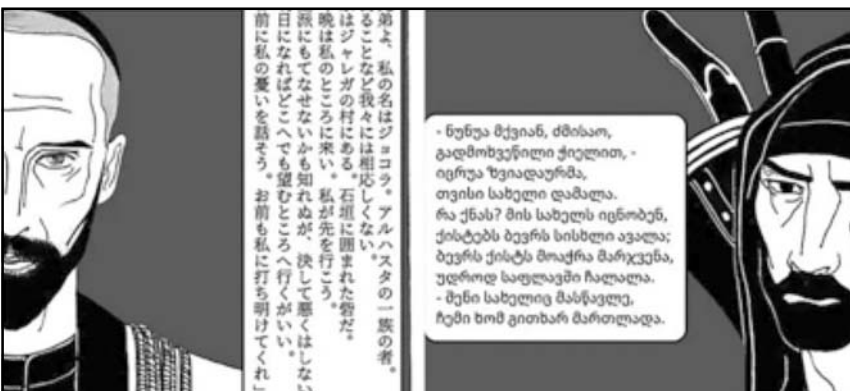 弟よ、私の名はジョコラ。アルハスタの一族の者。
ることなど我々には相応しくない。
はジャレガの村にある。石垣に囲まれた砦だ。
晩は私のところに来い。私が先を行こう。
派にもてなせないかも知れぬが、決して悪くはしない
日になればどこへでも望むところへ行くがいい。
前に私の憂いを話そう。お前も私に打ち明けてくれ」
- ნუნუა მქვიან, ძმისაო,
გადმოხვეწილი ჭიელით, -
იცრუა ზვიადაურმა,
თვისი სახელი დამალა.
რა ქნას? მის სახელს იცნობენ,
ქისტებს ბევრს სისხლი ავალა;
ბევრს ქისტს მოაჭრა მარჯვენა,
უდროდ საფლავში ჩალალა.
- შენი სახელიც მასწავლე,
ჩემი ხომ გითხარ მართლადა.